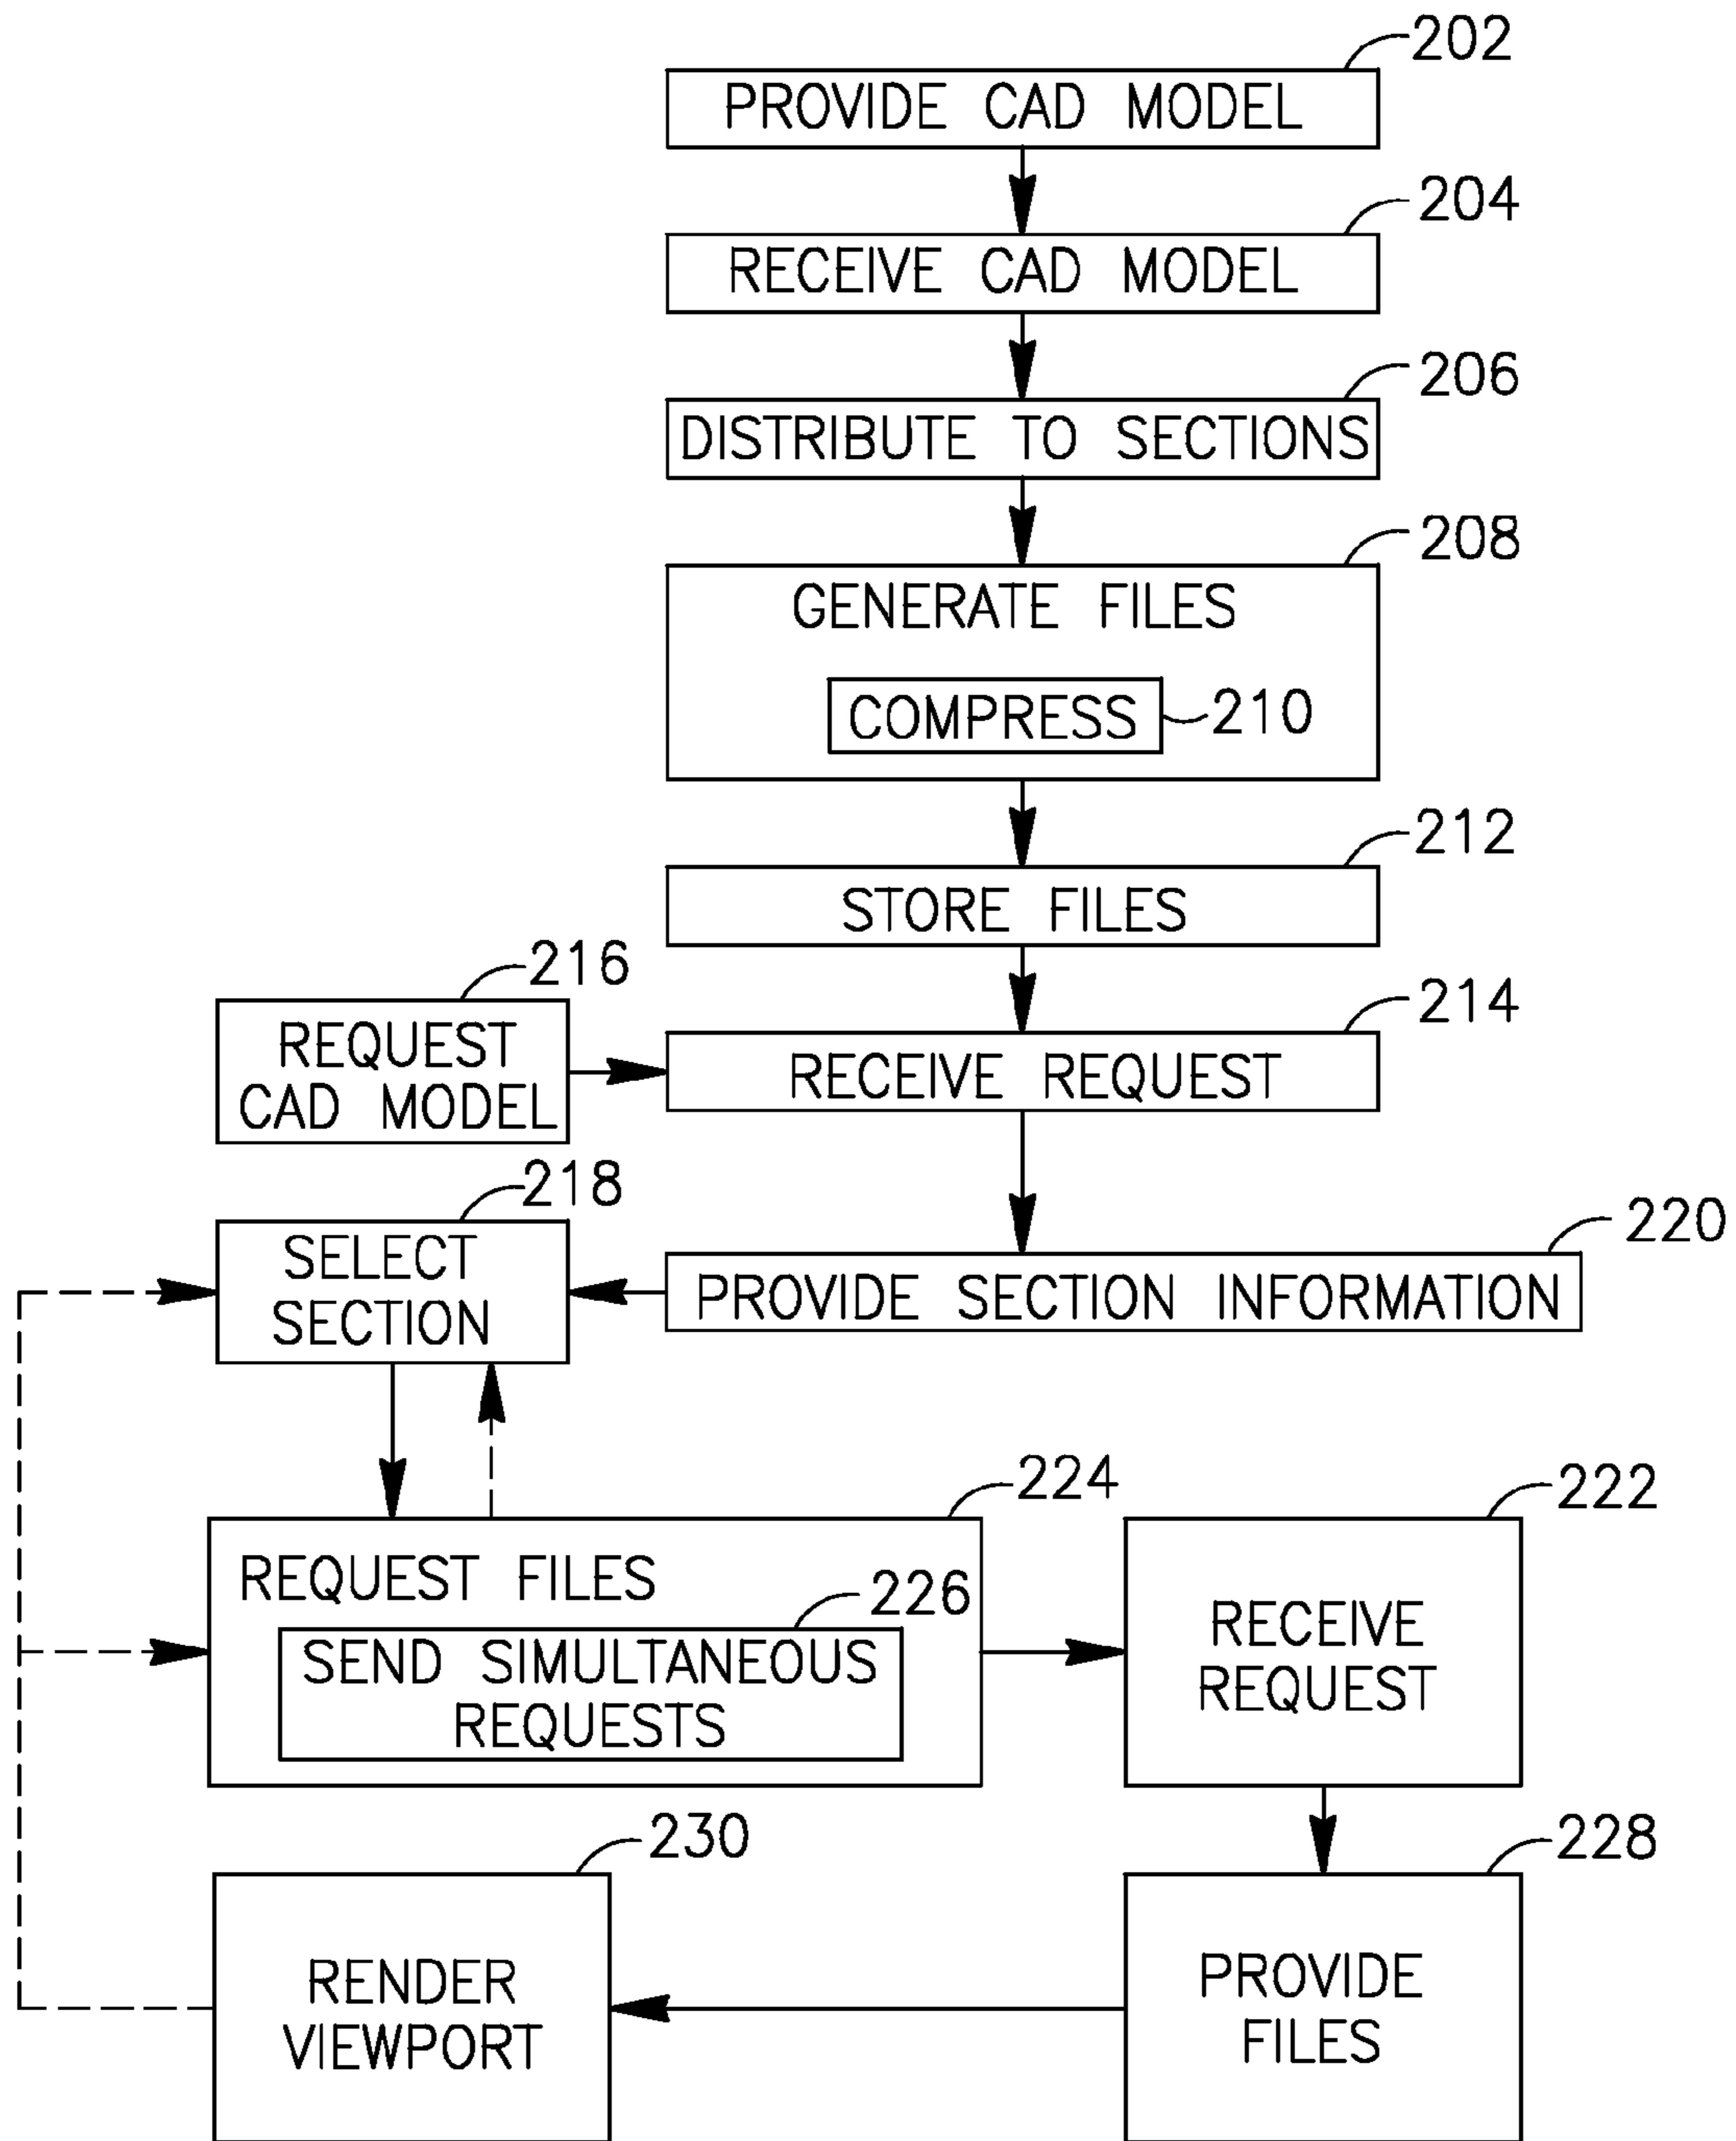 202
PROVIDE CAD MODEL
204
RECEIVE CAD MODEL
206
DISTRIBUTE TO SECTIONS
208
GENERATE FILES
COMPRESS
210
212
STORE FILES
216
REQUEST
CAD MODEL
214
RECEIVE REQUEST
218
SELECT
SECTION
220
PROVIDE SECTION INFORMATION
224
REQUEST FILES
226
SEND SIMULTANEOUS
REQUESTS
222
RECEIVE
REQUEST
230
RENDER
VIEWPORT
228
PROVIDE
FILES